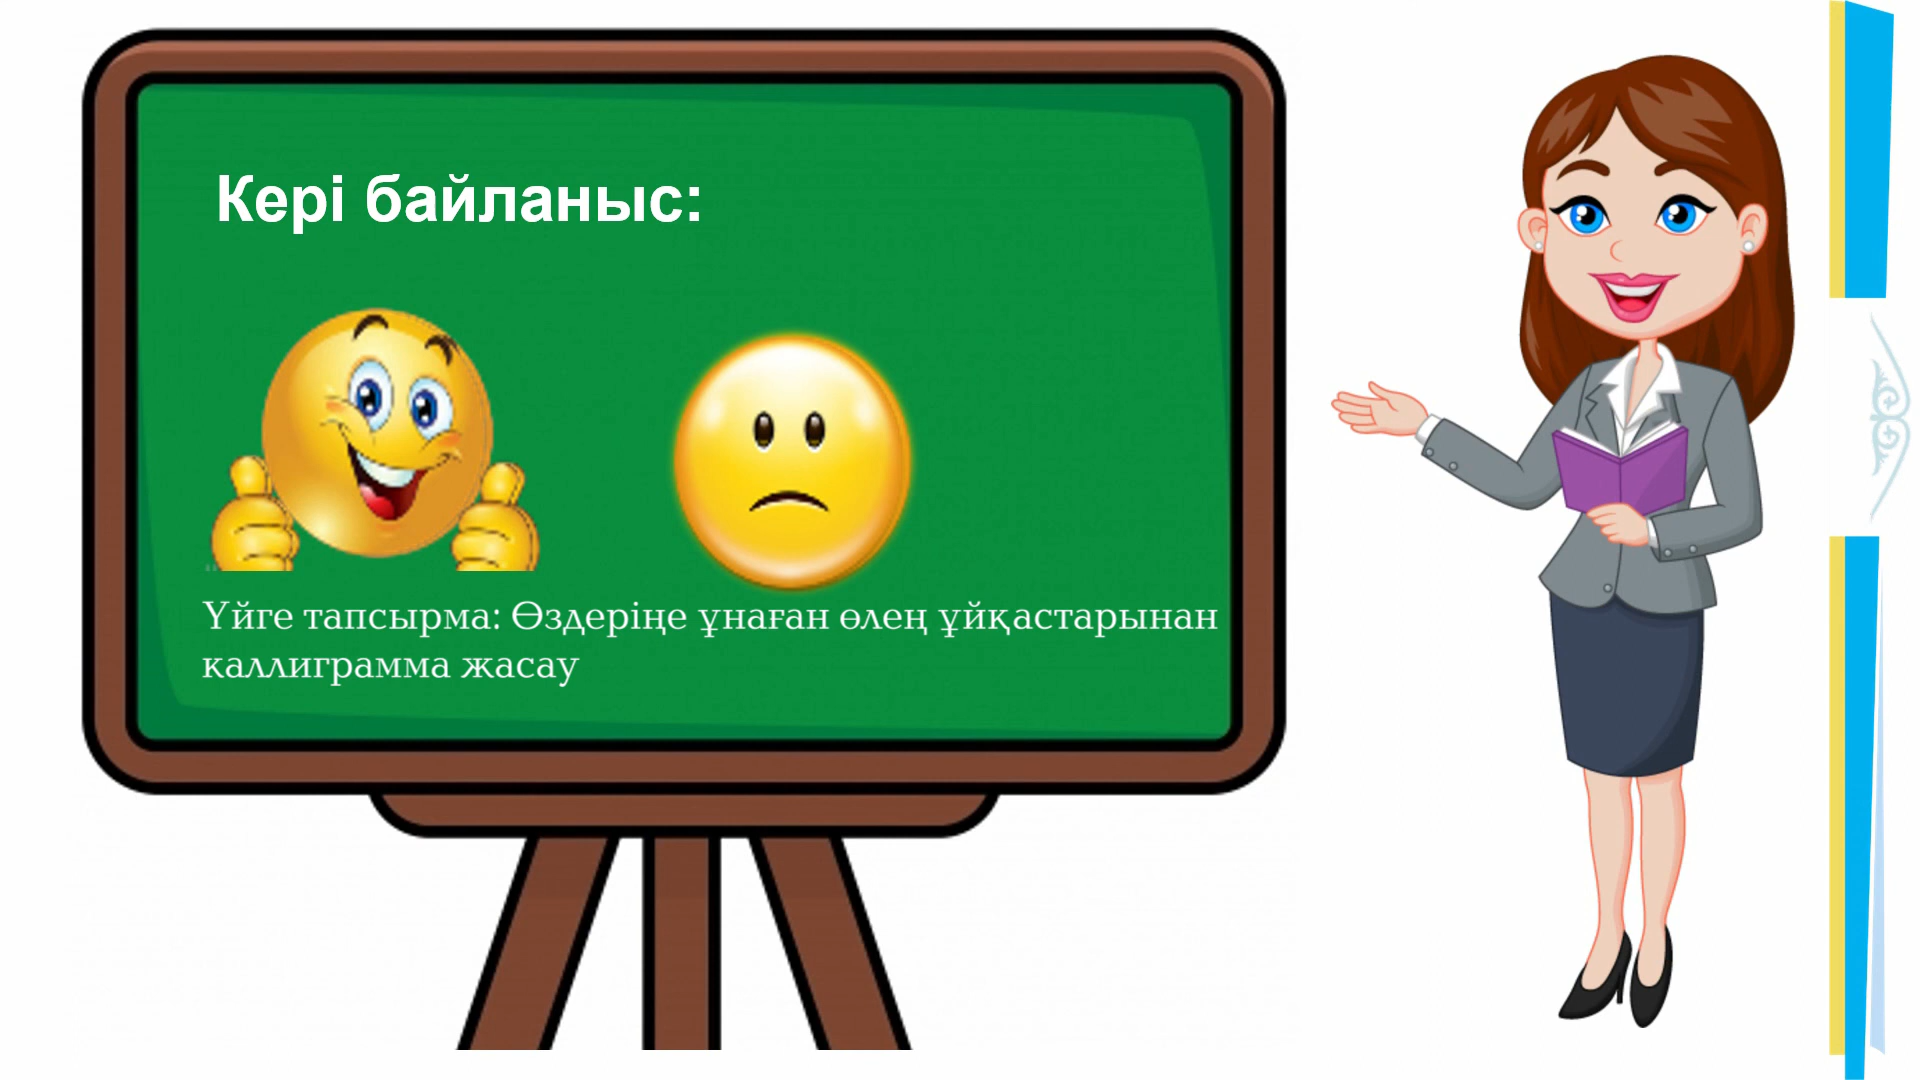 Кері байланыс:
Үйге тапсырма: Өздеріңе ұнаған өлең ұйқастарынан
каллиграмма жасау